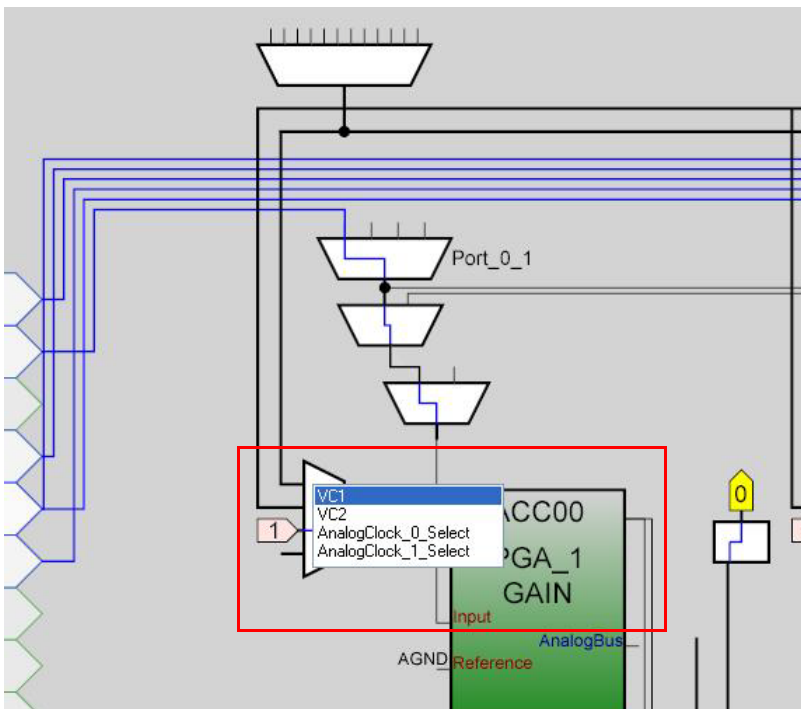 Port_0_1
VC1
VC2
AnalogClock_0_Select
AnalogClock_1_Select
1
ACC00
PGA_1
GAIN
0
Input
AnalogBus
AGND
Reference